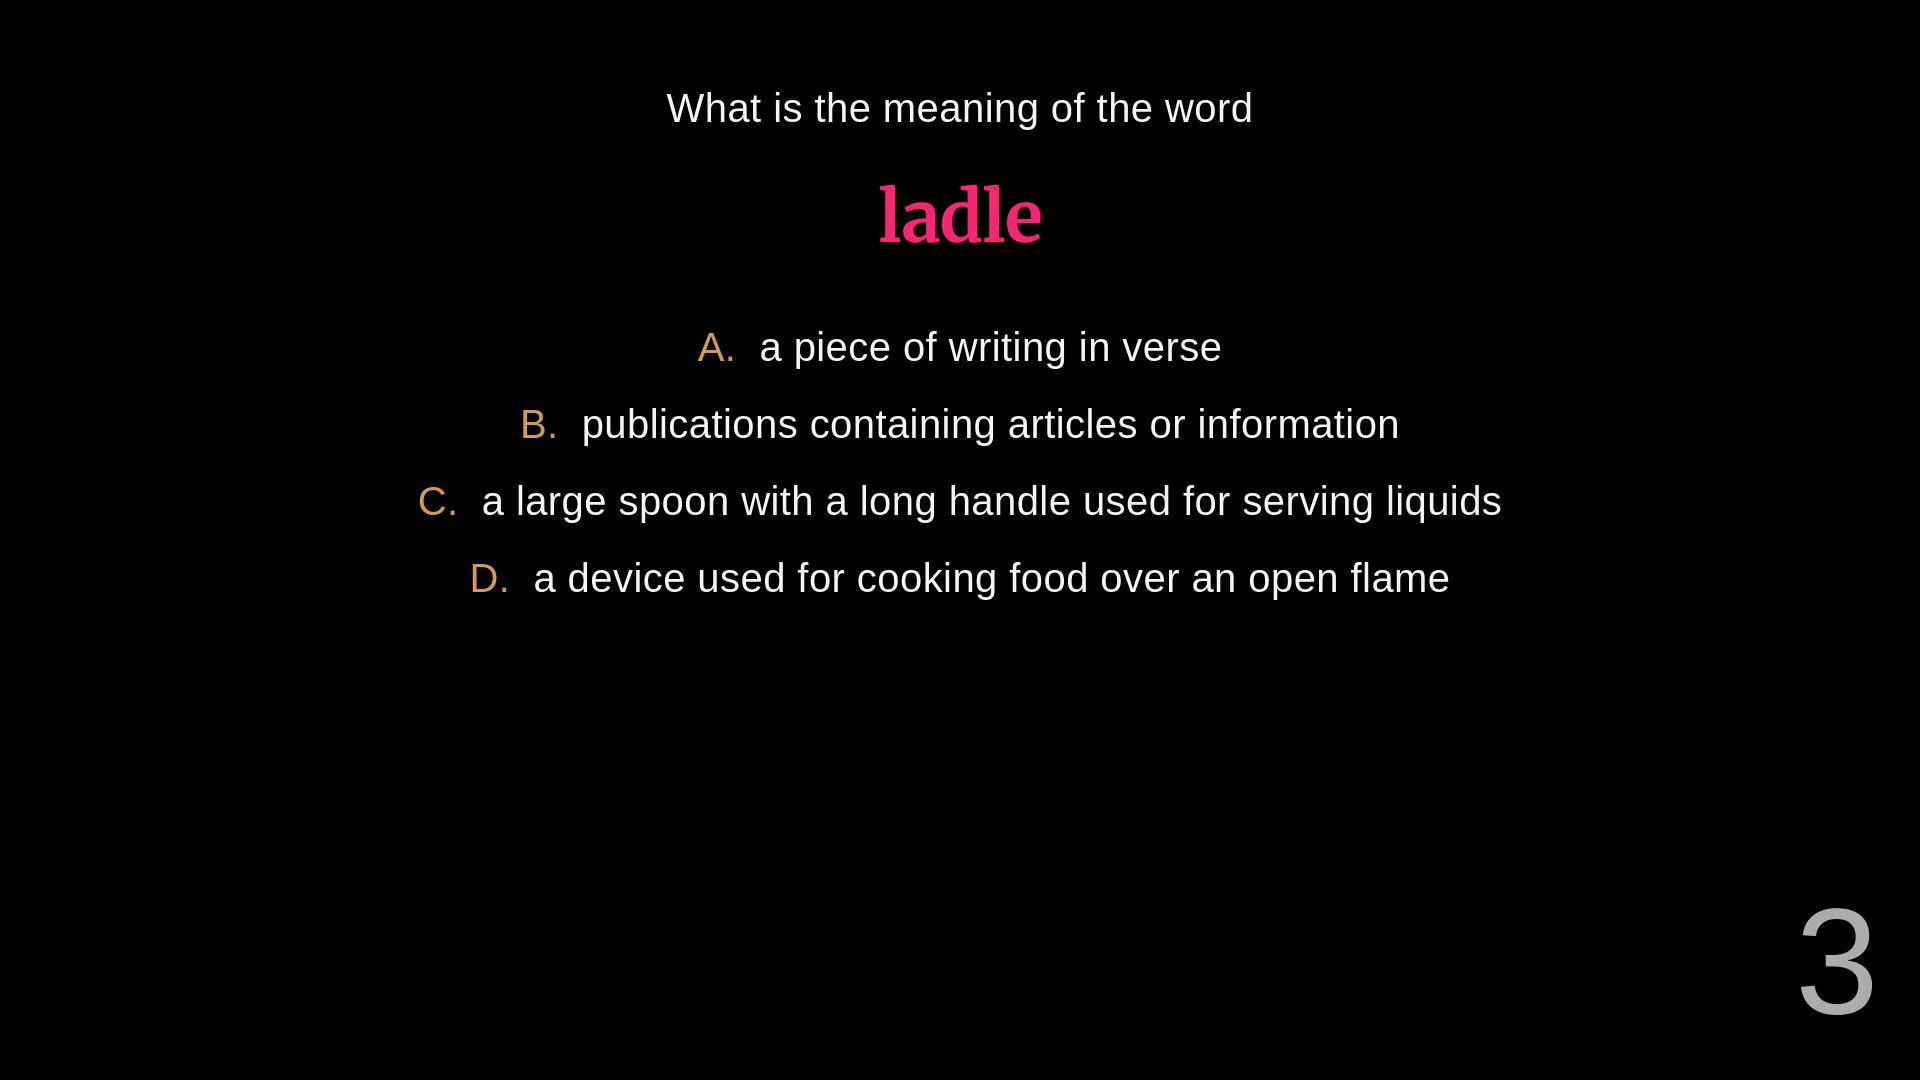 What is the meaning of the word
ladle
A. a piece of writing in verse
B. publications containing articles or information
C. a large spoon with a long handle used for serving liquids
D. a device used for cooking food over an open flame
3